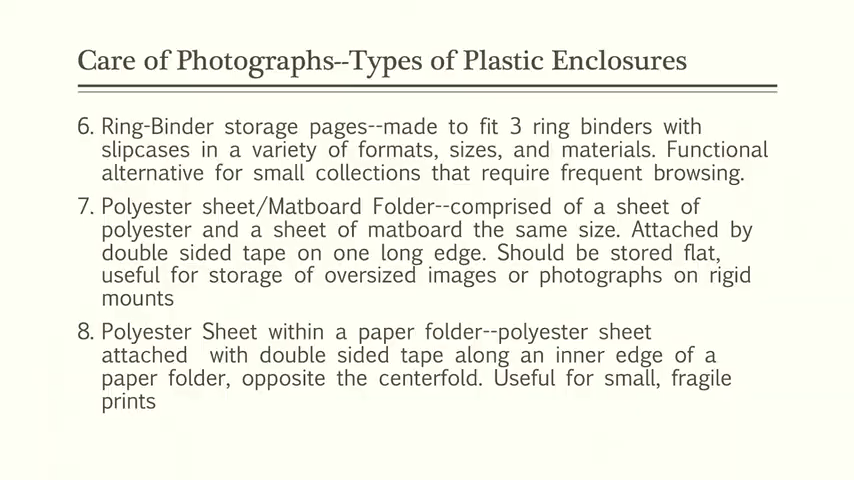 Care of Photographs--Types of Plastic Enclosures
6. Ring-Binder storage pages--made to fit 3 ring binders with
slipcases in a variety of formats, sizes, and materials. Functional
alternative for small collections that require frequent browsing.
7. Polyester sheet/Matboard Folder--comprised of a sheet of
polyester and a sheet of matboard the same size. Attached by
double sided tape on one long edge. Should be stored flat,
useful for storage of oversized images or photographs on rigid
mounts
8. Polyester Sheet within a paper folder--polyester sheet
attached  with double sided tape along an inner edge of a
paper folder, opposite the centerfold. Useful for small, fragile
prints